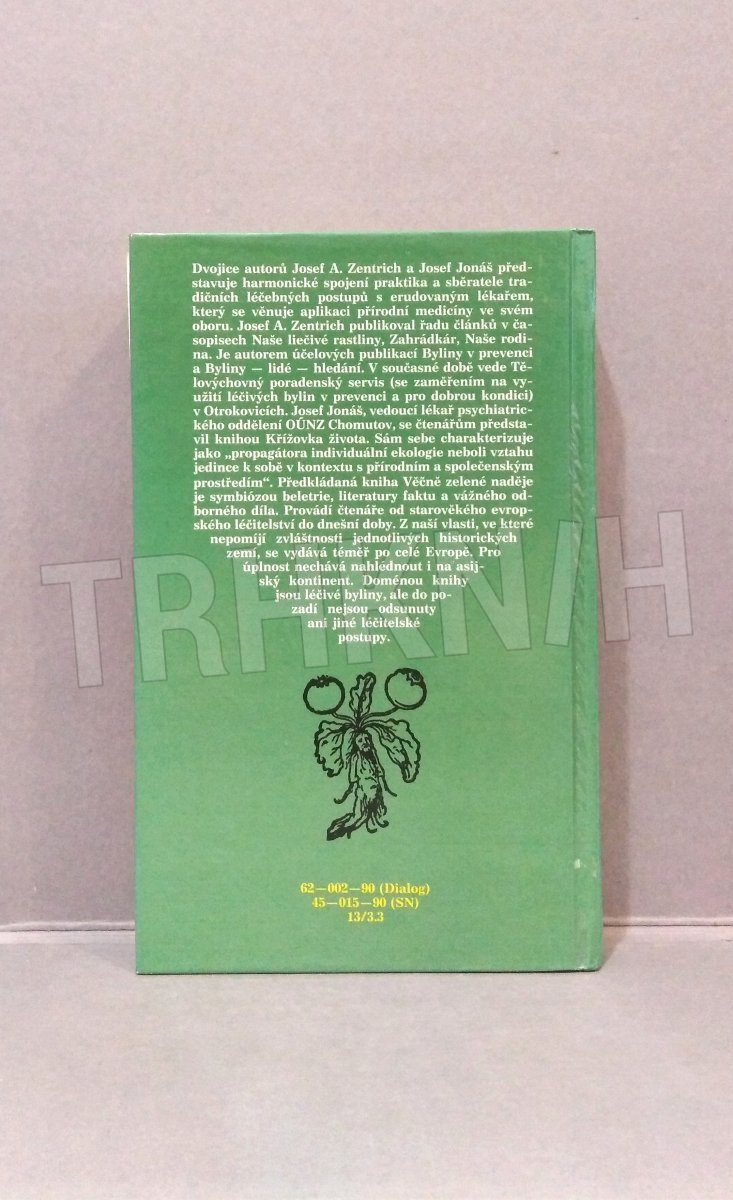 Dvojice autorů Josef A. Zentrich a Josef Jonáš před-
stavuje harmonické spojení praktika a sběratele tra-
dičních léčebných postupů s erudovaným lékařem,
který se věnuje aplikaci přírodní medicíny ve svém
oboru. Josef A. Zentrich publikoval řadu článků v ča-
sopisech Naše liečivé rastliny, Zahrádkár, Naše rodi-
na. Je autorem účelových publikací Byliny v prevenci
a Byliny — lidé — hledání. V současné době vede Tě-
lovýchovný poradenský servis (se zaměřením na vy-
užití léčivých bylin v prevenci a pro dobrou kondici)
v Otrokovicích. Josef Jonáš, vedoucí lékař psychiatric-
kého oddělení OÚNZ Chomutov, se čtenářům předsta-
vil knihou Křížovka života. Sám sebe charakterizuje
jako „propagátora individuální ekologie neboli vztahu
jedince k sobě v kontextu s přírodním a společenským
prostředím“. Předkládaná kniha Věčně zelené naděje
je symbiózou beletrie, literatury faktu a vážného od-
borného díla. Provádí čtenáře od starověkého evrop-
ského léčitelství do dnešní doby. Z naší vlasti, ve které
nepomíjí zvláštnosti jednotlivých historických
zemí, se vydává téměř po celé Evropě. Pro
úplnost nechává nahlédnout i na asij-
ský kontinent. Doménou knihy
jsou léčivé byliny, ale do po-
zadí nejsou odsunuty
ani jiné léčitelské
postupy.
TRHKNIH
62—002—90 (Dialog)
45—015—90 (SN)
13/3.3